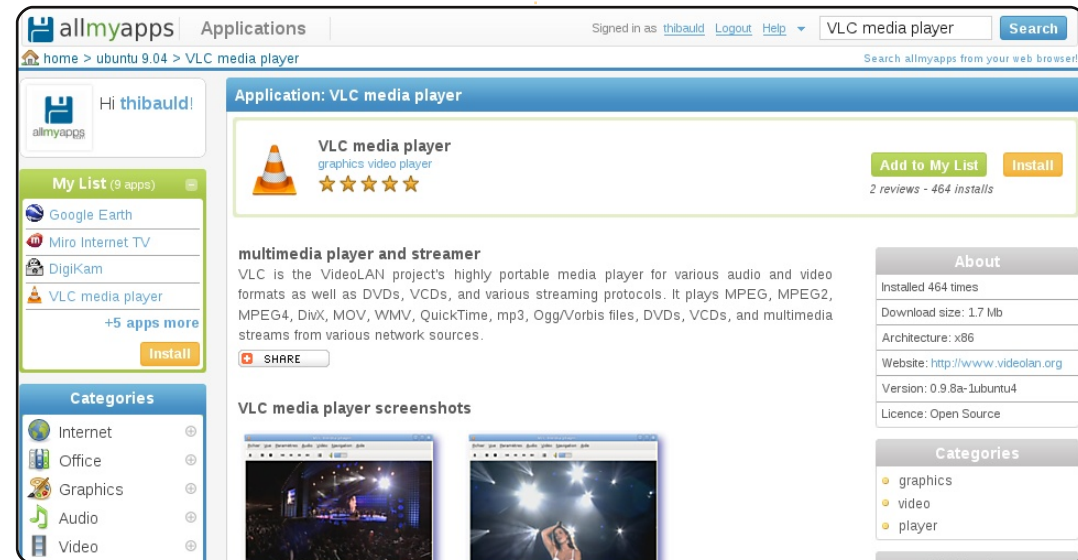 allmyapps
Applications
Signed in as thibauld Logout Help
VLC media player
Search
home > ubuntu 9.04 > VLC media player
Search allmyapps from your web browser!
allmyapps
Hi thibauld!
My List (9 apps)
Google Earth
Miro Internet TV
DigiKam
VLC media player
+5 apps more
Install
Categories
Internet
Office
Graphics
Audio
Video
Application: VLC media player
VLC media player
graphics video player
Add to My List
Install
2 reviews - 464 installs
multimedia player and streamer
VLC is the VideoLAN project's highly portable media player for various audio and video
formats as well as DVDs, VCDs, and various streaming protocols. It plays MPEG, MPEG2,
MPEG4, DivX, MOV, WMV, QuickTime, mp3, Ogg/Vorbis files, DVDs, VCDs, and multimedia
streams from various network sources.
SHARE
VLC media player screenshots
About
Installed 464 times
Download size: 1.7 Mb
Architecture: x86
Website: http://www.videolan.org
Version: 0.9.8a-1ubuntu4
Licence: Open Source
Categories
graphics
video
player